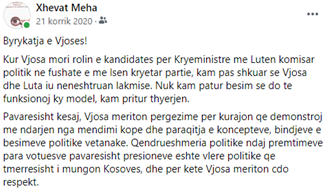 Xhevat Meha
21 korrik 2020 ·
Byrykatja e Vjoses!
Kur Vjosa mori rolin e kandidates per Kryeministre me Luten komisar
politik ne fushate e me Isen kryetar partie, kam pas shkuar se Vjosa
dhe Luta iu neneshtruan lakmise. Nuk kam patur besim se do te
funksionoj ky model, kam pritur thyerjen.
Pavaresisht kesaj, Vjosa meriton pergezime per kurajon qe demonstroj
me ndarjen nga mendimi kope dhe paraqitja e koncepteve, bindjeve e
besimeve politike vetanake. Qendrueshmeria politike ndaj premtimeve
para votuesve pavaresisht presioneve eshte vlere politike qe
tmerresisht i mungon Kosoves, dhe per kete Vjosa meriton cdo
respekt.